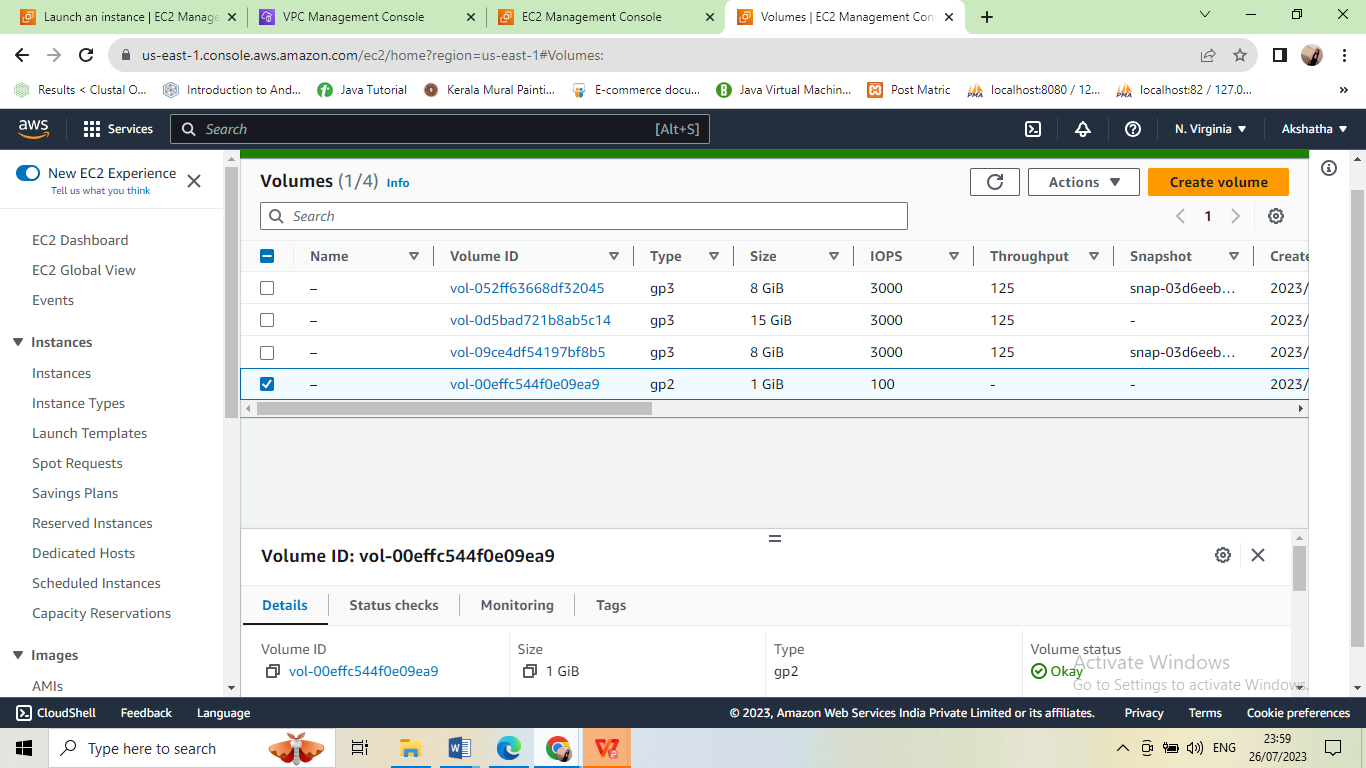 Launch an instance | EC2 Manage
VPC Management Console
EC2 Management Console
Volumes | EC2 Management Con
us-east-1.console.aws.amazon.com/ec2/home?region=us-east-1#Volumes:
Results < Clustal O...
Introduction to And...
Java Tutorial
Kerala Mural Painti...
E-commerce docu...
Java Virtual Machin...
Post Matric
localhost:8080 / 12...
localhost:82 / 127.0...
»
aws
Services
Search
[Alt+S]
N. Virginia
Akshatha
New EC2 Experience
Tell us what you think
EC2 Dashboard
EC2 Global View
Events
Instances
Instances
Instance Types
Launch Templates
Spot Requests
Savings Plans
Reserved Instances
Dedicated Hosts
Scheduled Instances
Capacity Reservations
Images
AMIs
Volumes (1/4) Info
Actions
Create volume
Search
1
Name Volume ID Type Size IOPS Throughput Snapshot Create
– vol-052ff63668df32045 gp3 8 GiB 3000 125 snap-03d6eeb... 2023/
– vol-0d5bad721b8ab5c14 gp3 15 GiB 3000 125 - 2023/
– vol-09ce4df54197bf8b5 gp3 8 GiB 3000 125 snap-03d6eeb... 2023/
– vol-00effc544f0e09ea9 gp2 1 GiB 100 - - 2023/
Volume ID: vol-00effc544f0e09ea9
Details Status checks Monitoring Tags
Volume ID Size Type Volume status
vol-00effc544f0e09ea9 1 GiB gp2 Okay
Activate Windows
Go to Settings to activate Windows.
CloudShell Feedback Language
© 2023, Amazon Web Services India Private Limited or its affiliates. Privacy Terms Cookie preferences
Type here to search
ENG
23:59
26/07/2023